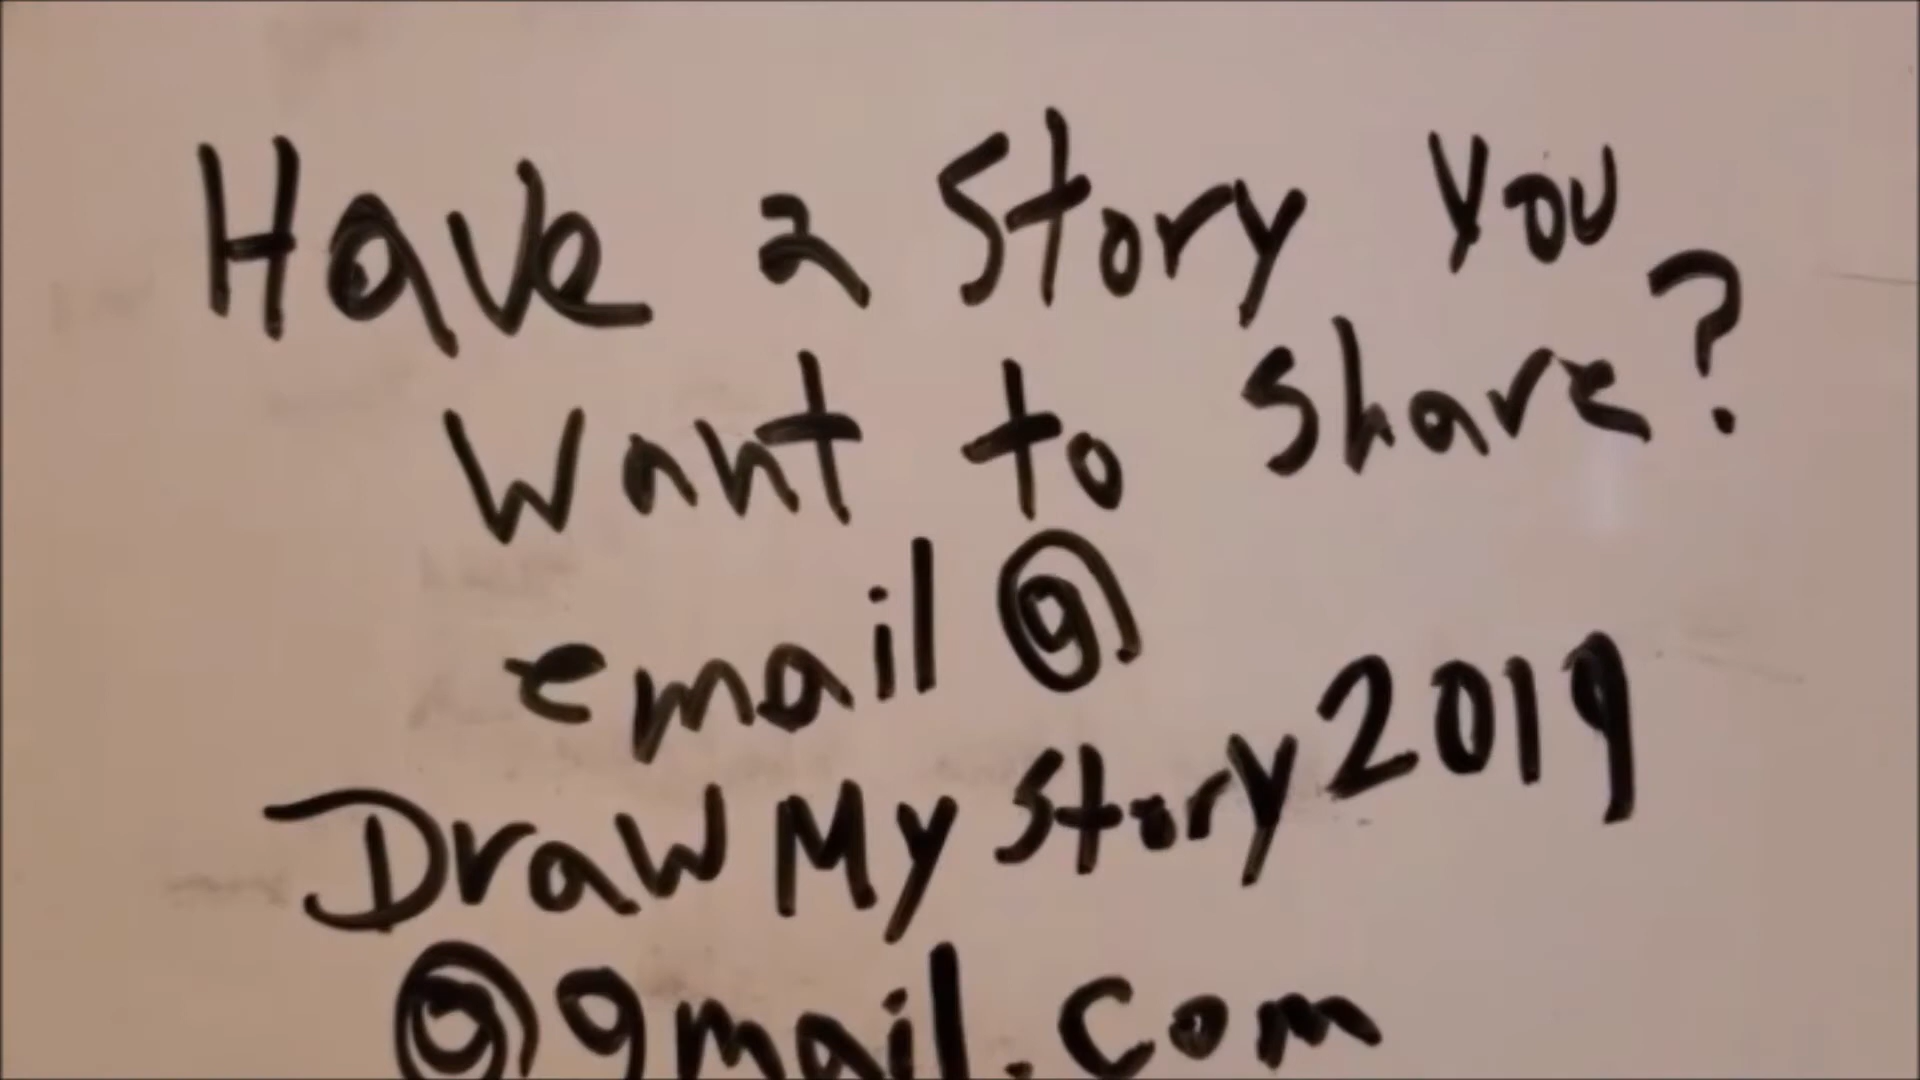 Have a Story You
Want to Share?
email@
DrawMyStory2019
@gmail.com